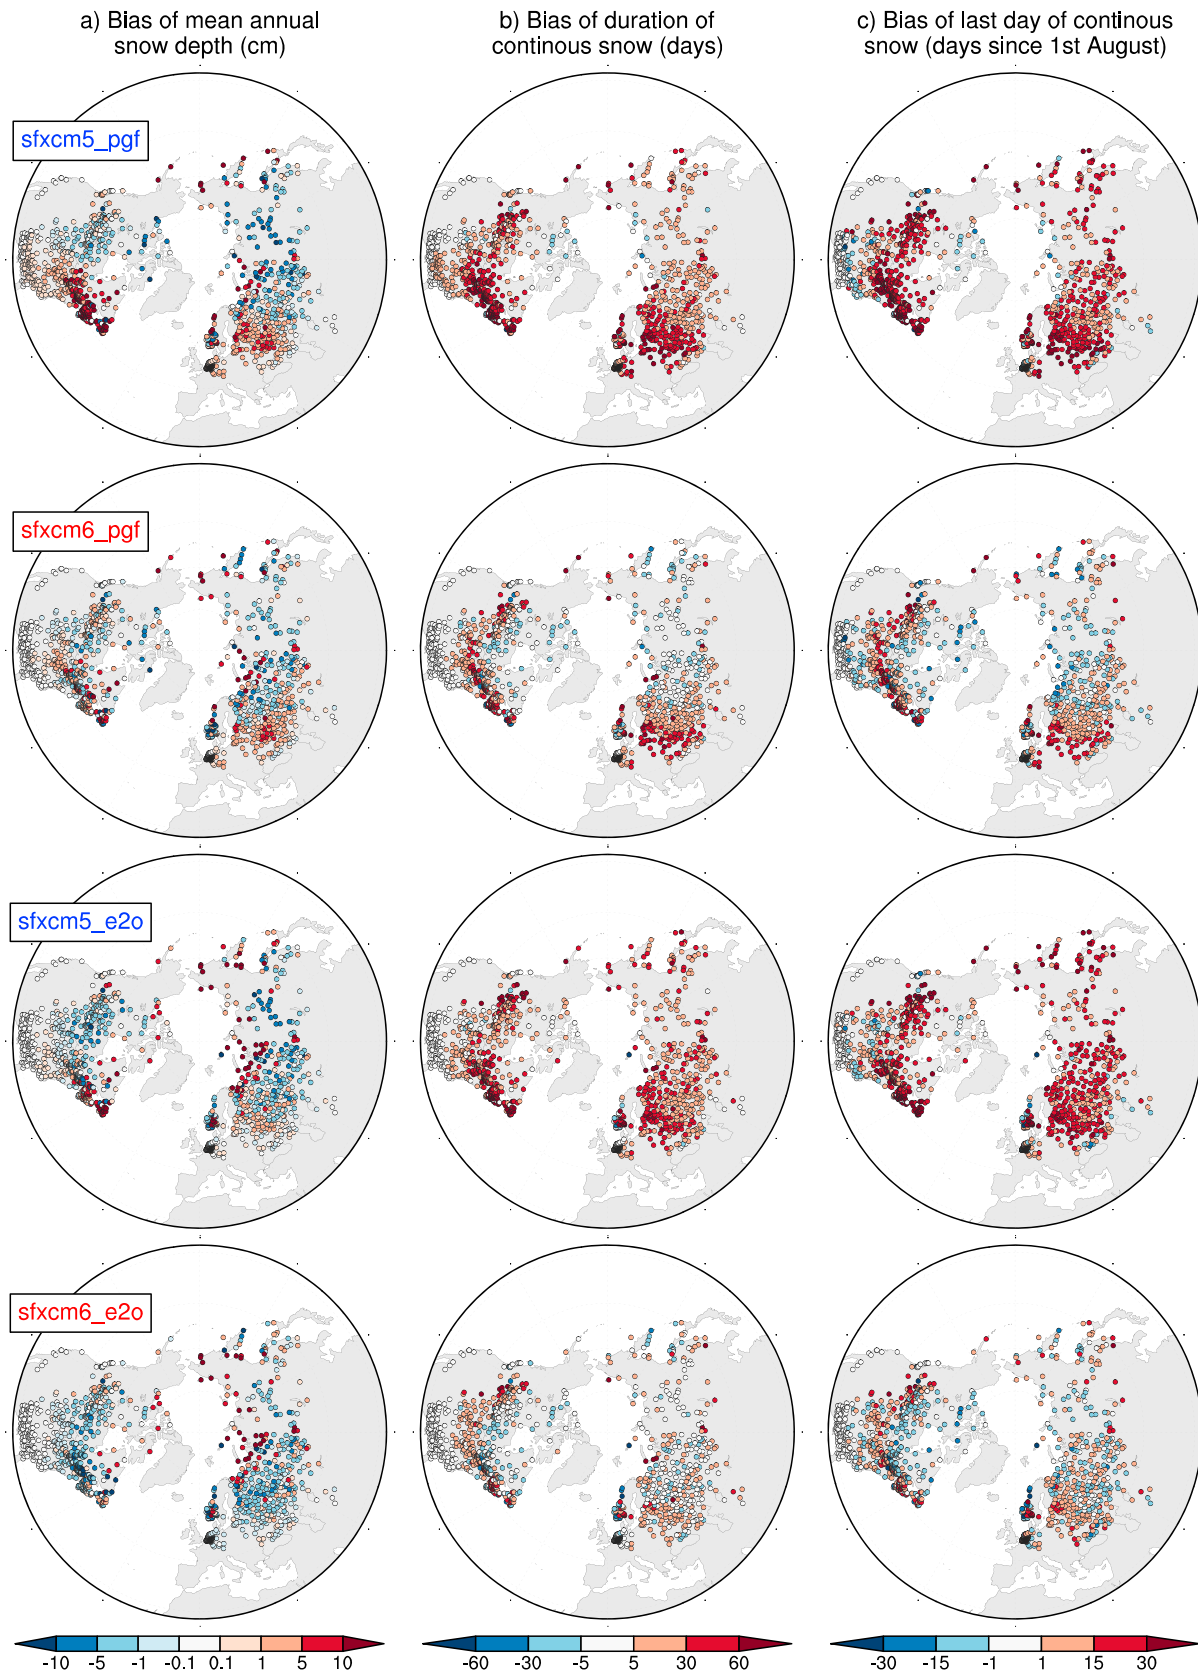 a) Bias of mean annual
snow depth (cm)
b) Bias of duration of
continous snow (days)
c) Bias of last day of continous
snow (days since 1st August)
sfxcm5_pgf
sfxcm6_pgf
sfxcm5_e2o
sfxcm6_e2o
-10 -5 -1 -0.1 0.1 1 5 10
-60 -30 -5 5 30 60
-30 -15 -1 1 15 30